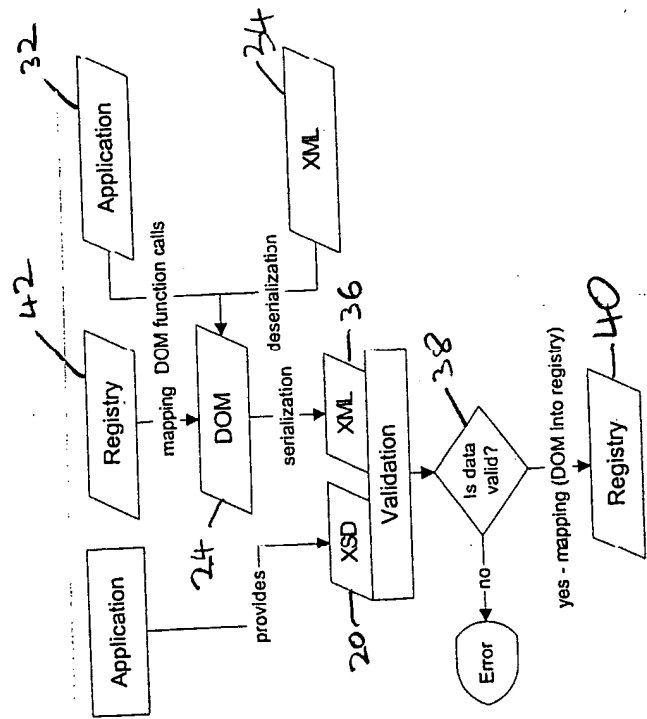 Application
Registry
42
Application
32
mapping
DOM function calls
DOM
24
deserialization
XML
34
provides
serialization
XSD
20
XML
36
Validation
Is data
valid?
38
no
Error
yes - mapping (DOM into registry)
Registry
40